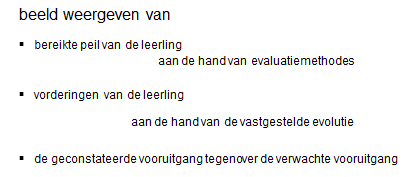 beeld weergeven van
▪ bereikte peil van de leerling
aan de hand van evaluatiemethodes
▪ vorderingen van de leerling
aan de hand van de vastgestelde evolutie
▪ de geconstateerde vooruitgang tegenover de verwachte vooruitgang